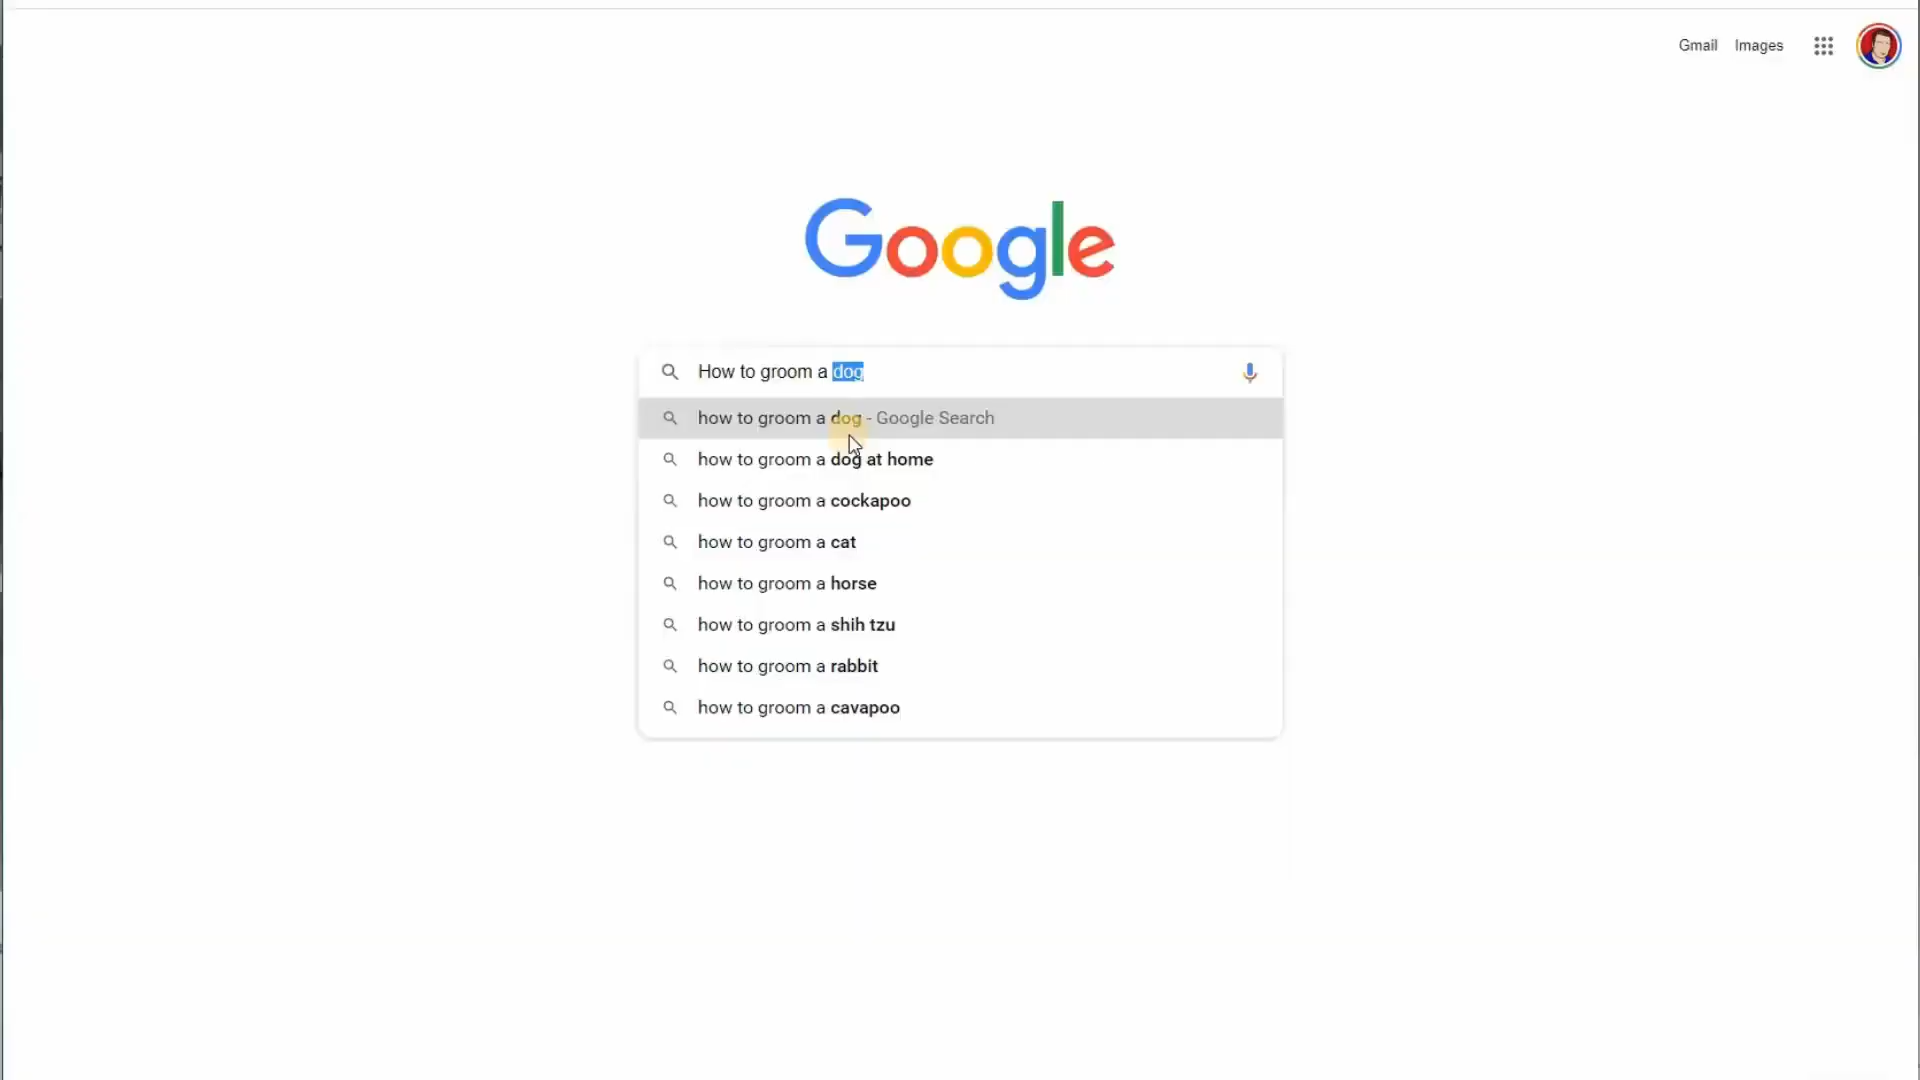 Gmail Images
Google
How to groom a dog
how to groom a dog - Google Search
how to groom a dog at home
how to groom a cockapoo
how to groom a cat
how to groom a horse
how to groom a shih tzu
how to groom a rabbit
how to groom a cavapoo